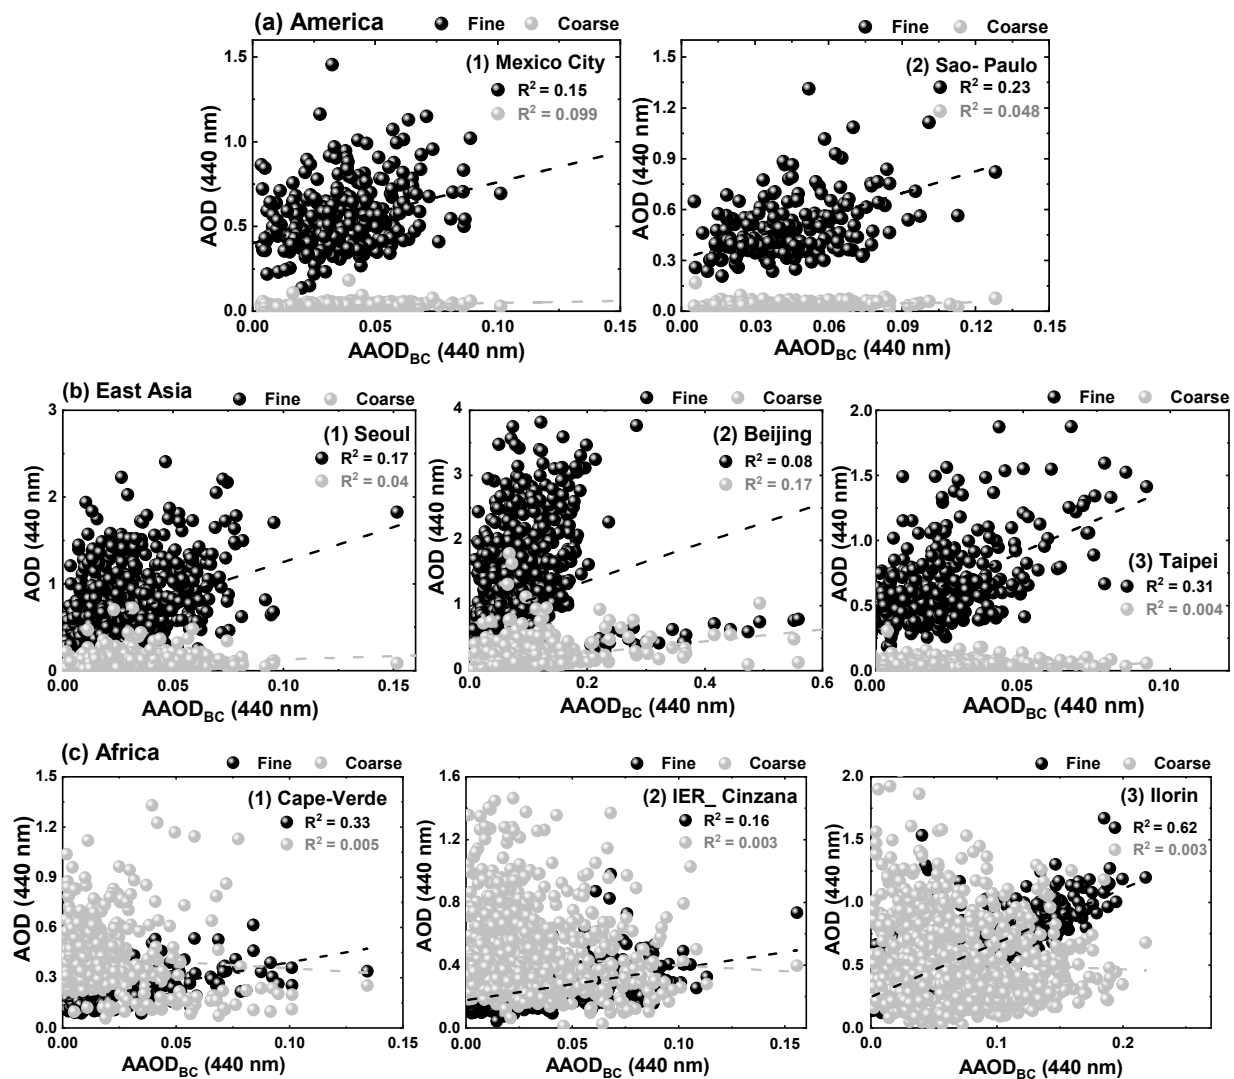 (a) America
Fine Coarse
Fine Coarse
(1) Mexico City
R² = 0.15
R² = 0.099
AOD (440 nm)
1.5
1.0
0.5
0.0
0.00 0.05 0.10 0.15
AAOD_BC (440 nm)
(2) Sao- Paulo
R² = 0.23
R² = 0.048
AOD (440 nm)
1.5
1.2
0.9
0.6
0.3
0.0
0.00 0.03 0.06 0.09 0.12 0.15
AAOD_BC (440 nm)
(b) East Asia
Fine Coarse
Fine Coarse
Fine Coarse
(1) Seoul
R² = 0.17
R² = 0.04
AOD (440 nm)
3
2
1
0
0.00 0.05 0.10 0.15
AAOD_BC (440 nm)
(2) Beijing
R² = 0.08
R² = 0.17
AOD (440 nm)
4
3
2
1
0
0.0 0.2 0.4 0.6
AAOD_BC (440 nm)
(3) Taipei
R² = 0.31
R² = 0.004
AOD (440 nm)
2.0
1.5
1.0
0.5
0.0
0.00 0.05 0.10
AAOD_BC (440 nm)
(c) Africa
Fine Coarse
Fine Coarse
Fine Coarse
(1) Cape-Verde
R² = 0.33
R² = 0.005
AOD (440 nm)
1.5
1.2
0.9
0.6
0.3
0.0
0.00 0.05 0.10 0.15
AAOD_BC (440 nm)
(2) IER_ Cinzana
R² = 0.16
R² = 0.003
AOD (440 nm)
1.6
1.2
0.8
0.4
0.0
0.00 0.05 0.10 0.15
AAOD_BC (440 nm)
(3) Ilorin
R² = 0.62
R² = 0.003
AOD (440 nm)
2.0
1.5
1.0
0.5
0.0
0.0 0.1 0.2
AAOD_BC (440 nm)